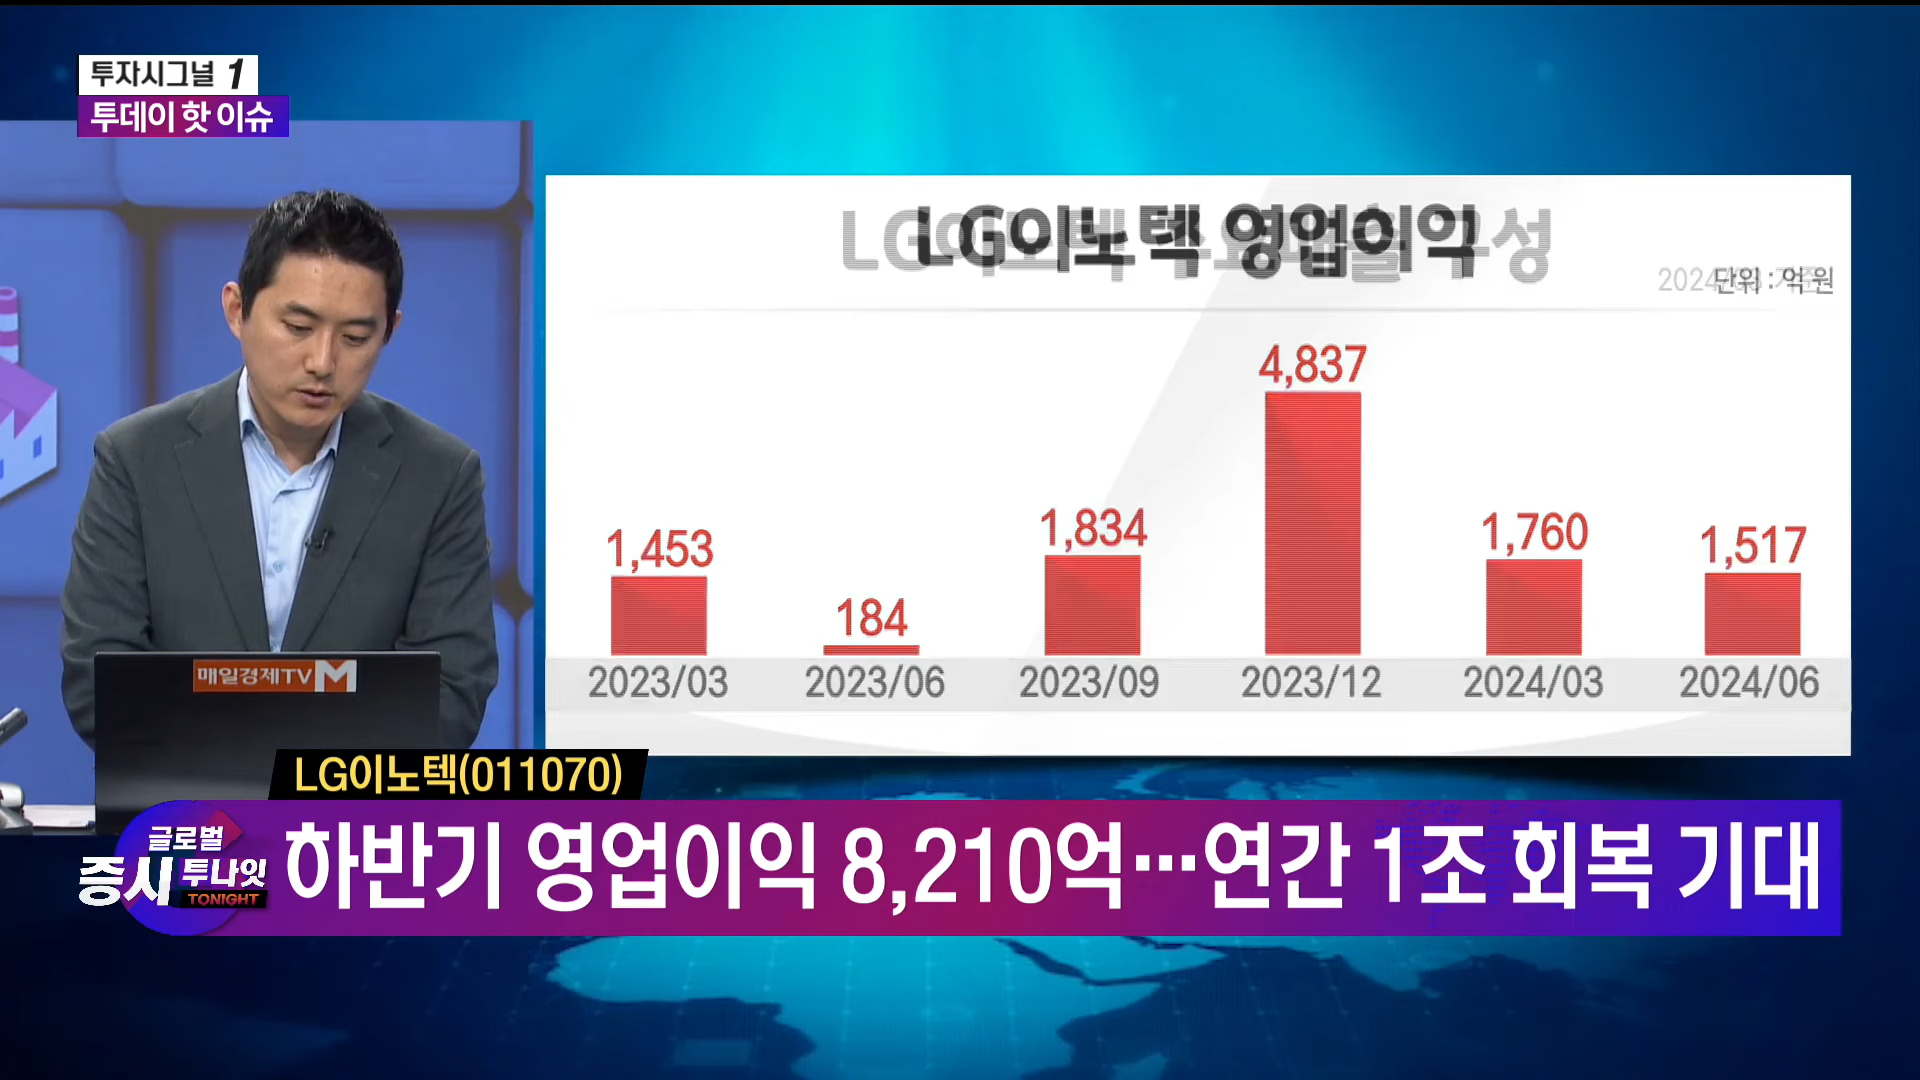 투자시그널 1
투데이 핫 이슈
LG이노텍 영업이익
단위 : 억 원
1,453
184
1,834
4,837
1,760
1,517
2023/03
2023/06
2023/09
2023/12
2024/03
2024/06
매일경제TV M
LG이노텍(011070)
글로벌
증시 투나잇
TONIGHT
하반기 영업이익 8,210억…연간 1조 회복 기대